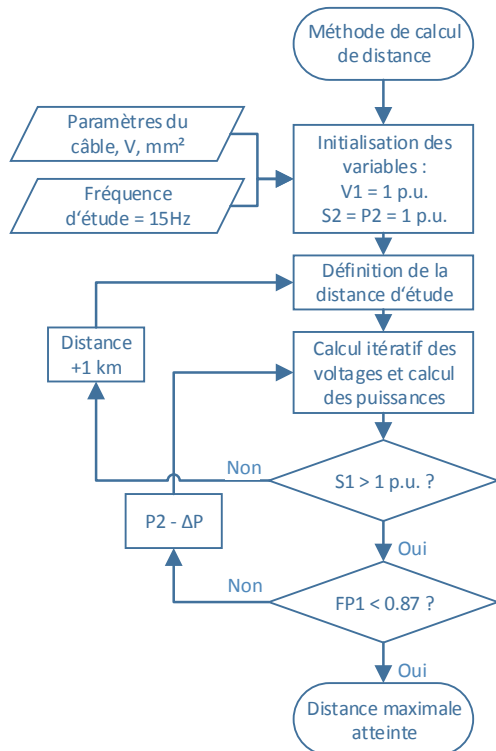 Méthode de calcul
de distance
Paramètres du
câble, V, mm²
Fréquence
d'étude = 15Hz
Initialisation des
variables :
V1 = 1 p.u.
S2 = P2 = 1 p.u.
Définition de la
distance d'étude
Distance
+1 km
Calcul itératif des
voltages et calcul
des puissances
Non
S1 > 1 p.u. ?
P2 - ΔP
Oui
Non
FP1 < 0.87 ?
Oui
Distance maximale
atteinte